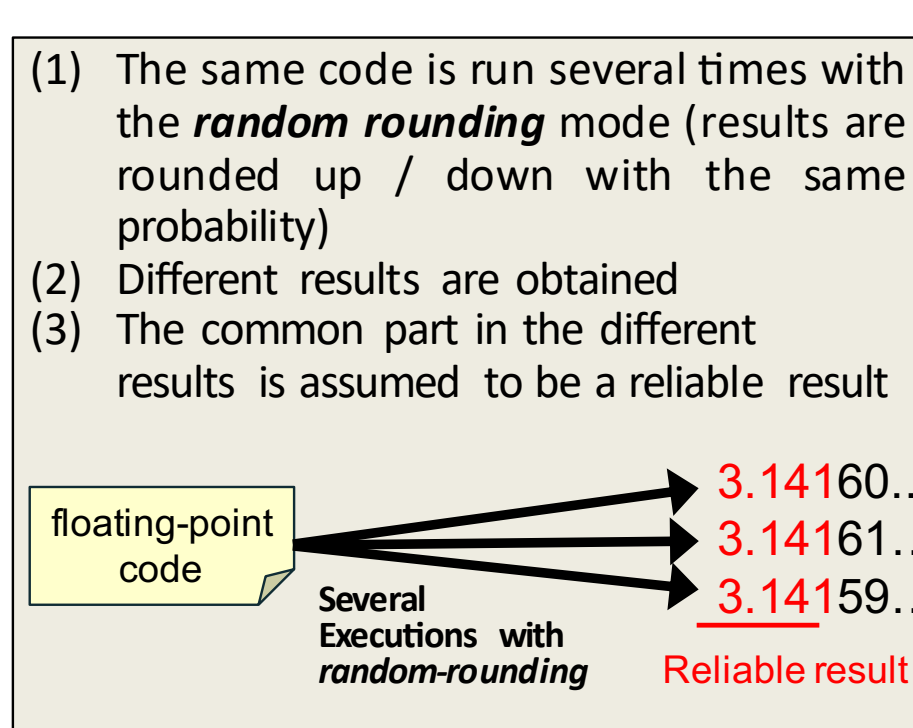 (1) The same code is run several times with
the random rounding mode (results are
rounded up / down with the same
probability)
(2) Different results are obtained
(3) The common part in the different
results is assumed to be a reliable result
floating-point
code
Several
Executions with
random-rounding
3.14160..
3.14161..
3.14159..
Reliable result